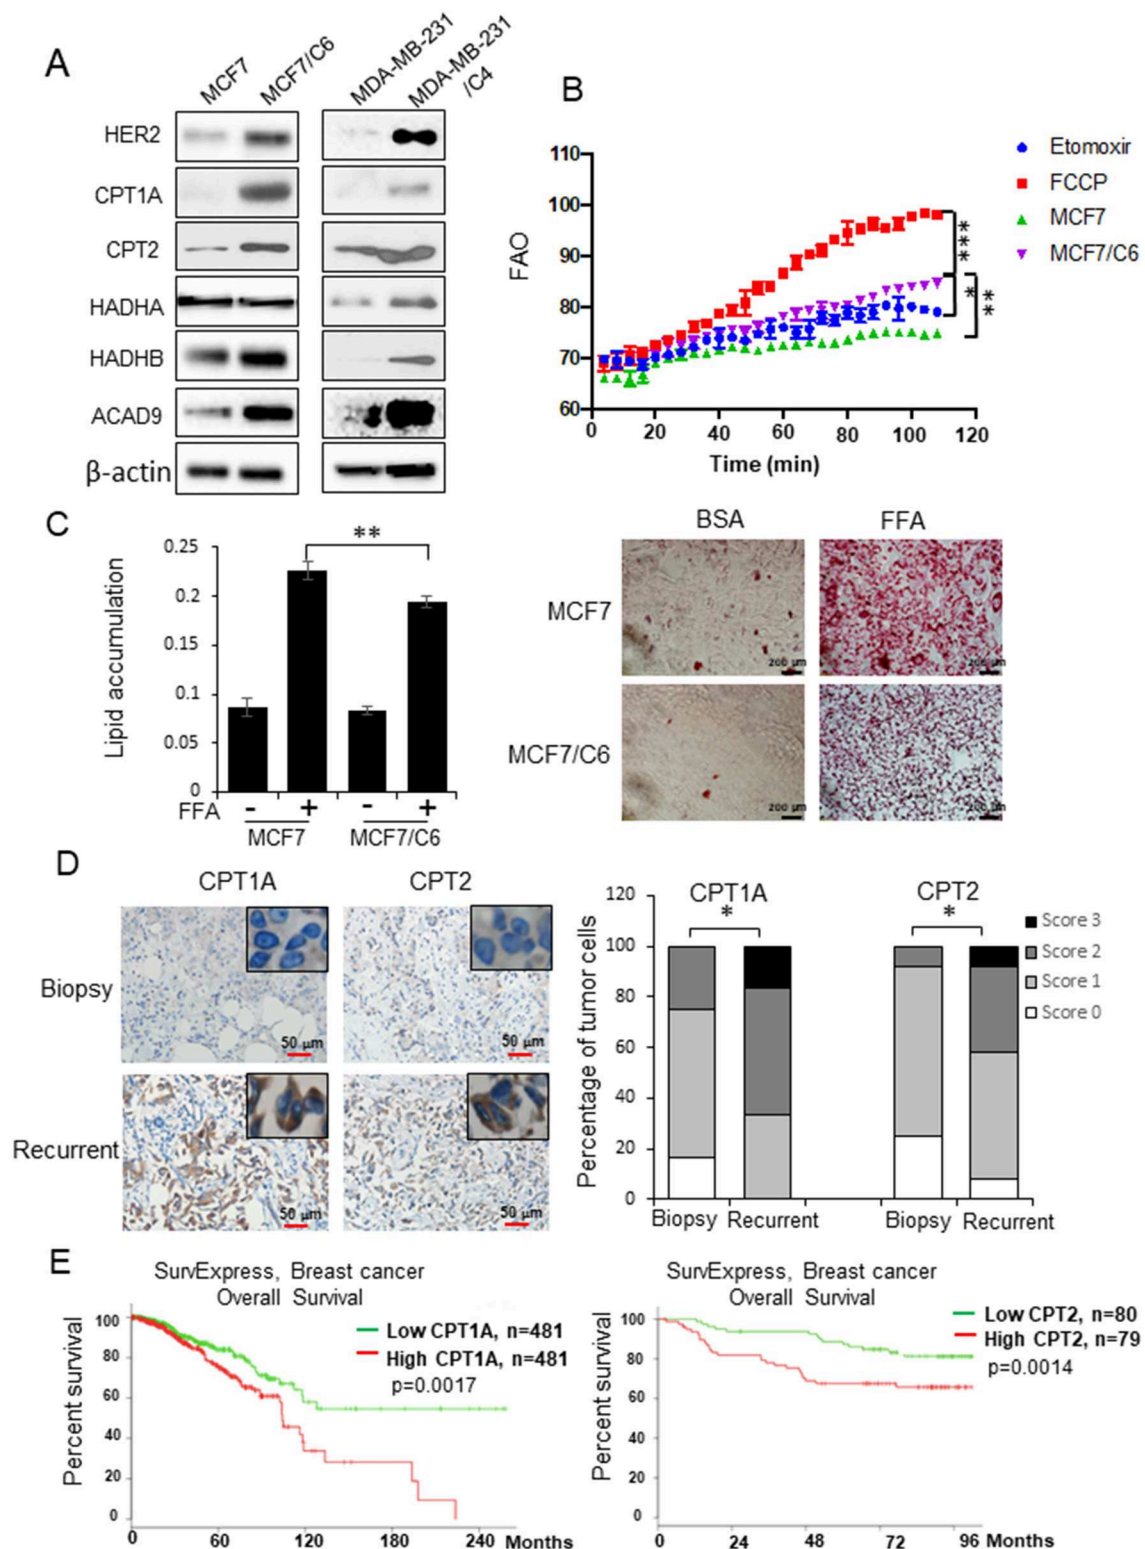 A
MCF7
MCF7/C6
MDA-MB-231
MDA-MB-231
/C4
HER2
CPT1A
CPT2
HADHA
HADHB
ACAD9
β-actin
B
110
100
90
80
70
60
FAO
0
20
40
60
80
100
120
Time (min)
Etomoxir
FCCP
MCF7
MCF7/C6
***
*
**
C
Lipid accumulation
0.25
0.2
0.15
0.1
0.05
0
**
FFA
- + - +
MCF7
MCF7/C6
BSA
FFA
MCF7
MCF7/C6
200 µm
200 µm
200 µm
200 µm
D
CPT1A
CPT2
Biopsy
Recurrent
50 µm
50 µm
50 µm
50 µm
Percentage of tumor cells
120
100
80
60
40
20
0
CPT1A
*
CPT2
*
Biopsy
Recurrent
Biopsy
Recurrent
Score 3
Score 2
Score 1
Score 0
E
SurvExpress, Breast cancer
Overall Survival
Percent survival
100
80
60
40
20
0
0
60
120
180
240
Months
Low CPT1A, n=481
High CPT1A, n=481
p=0.0017
SurvExpress, Breast cancer
Overall Survival
Percent survival
100
80
60
40
20
0
0
24
48
72
96
Months
Low CPT2, n=80
High CPT2, n=79
p=0.0014